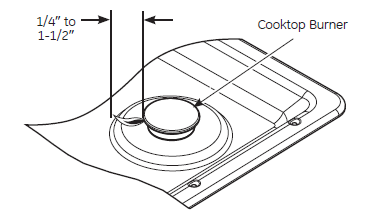 1/4" to
1-1/2"
Cooktop Burner